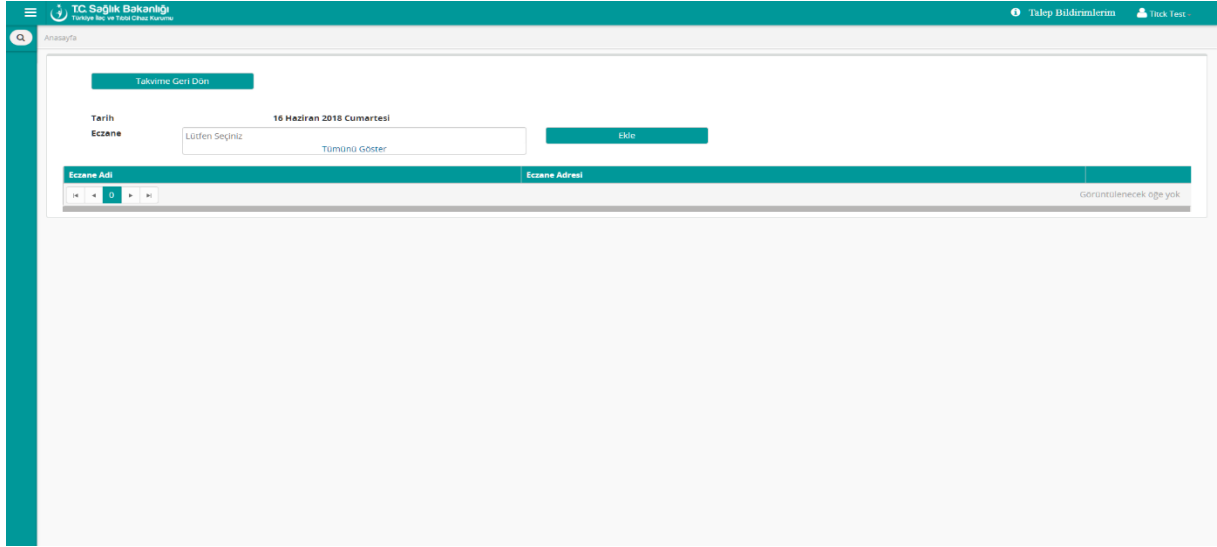 T.C. Sağlık Bakanlığı
Türkiye İlaç ve Tıbbi Cihaz Kurumu
Talep Bildirimlerim
Titck Test -
Anasayfa
Takvime Geri Dön
Tarih 16 Haziran 2018 Cumartesi
Eczane Lütfen Seçiniz Ekle
Tümünü Göster
Eczane Adi Eczane Adresi
0 Görüntülenecek öğe yok